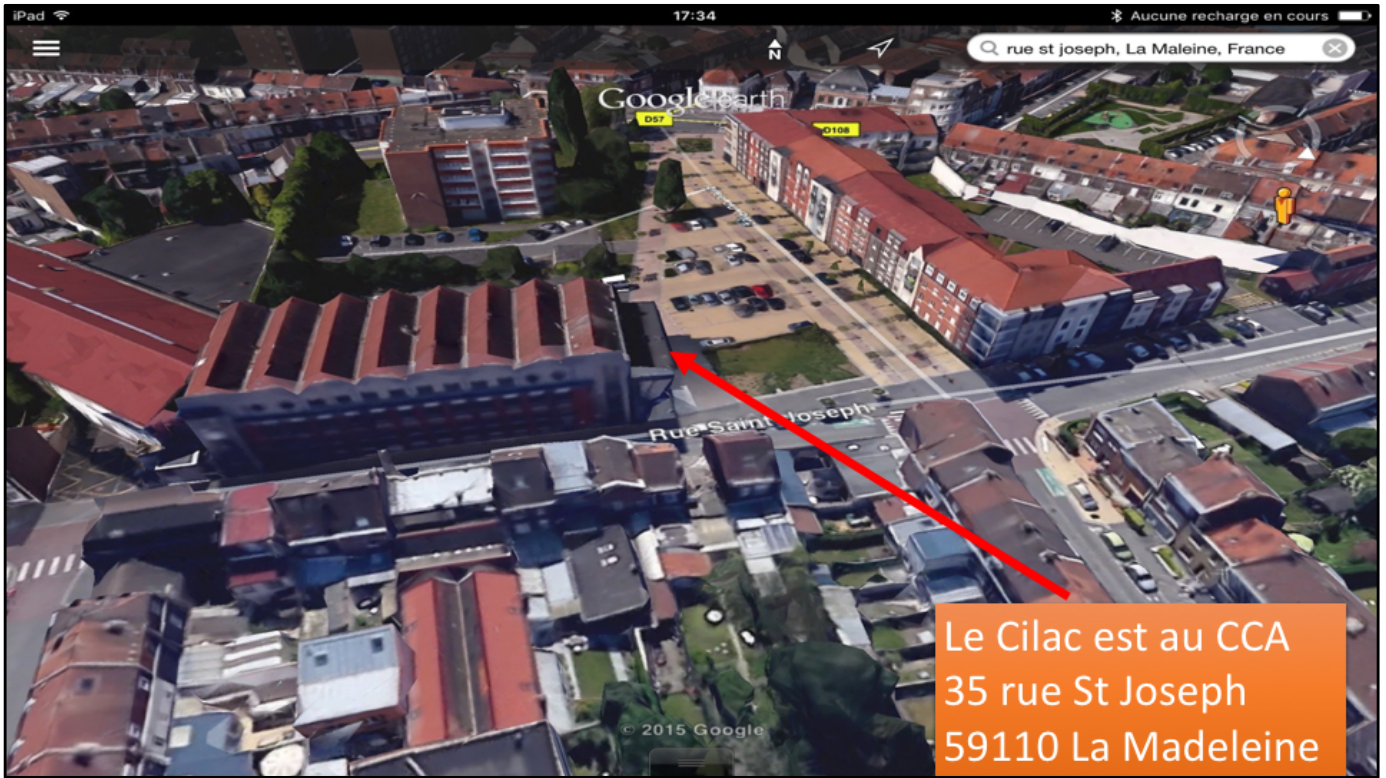 iPad 17:34 Aucune recharge en cours
N rue st joseph, La Maleine, France
Google earth
D57
D108
Rue Saint Joseph
Le Cilac est au CCA
35 rue St Joseph
59110 La Madeleine
© 2015 Google